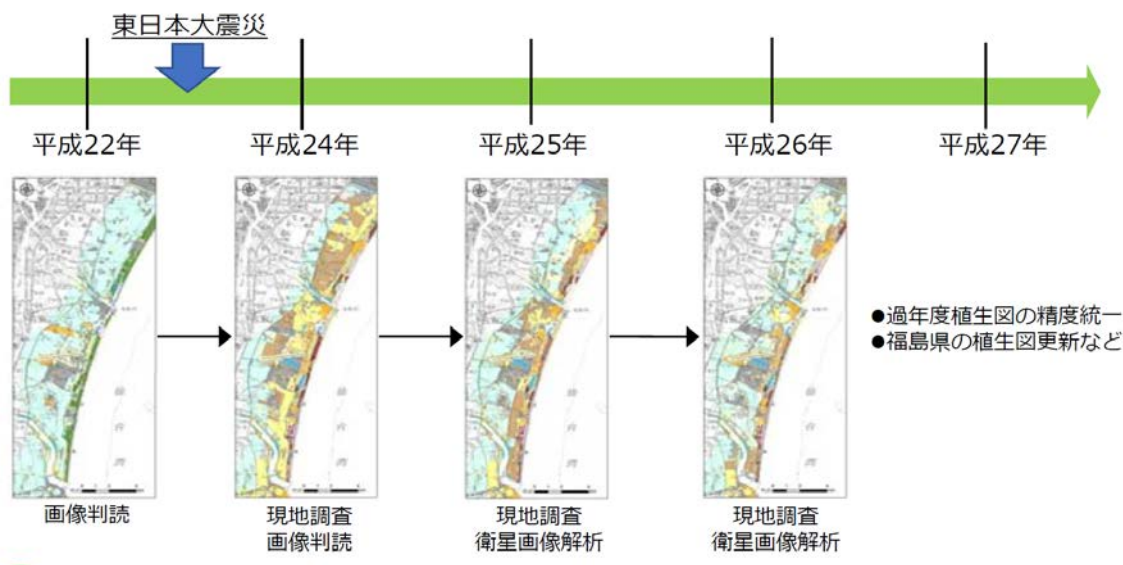 東日本大震災
平成22年
平成24年
平成25年
平成26年
平成27年
●過年度植生図の精度統一
●福島県の植生図更新など
画像判読
現地調査
画像判読
現地調査
衛星画像解析
現地調査
衛星画像解析